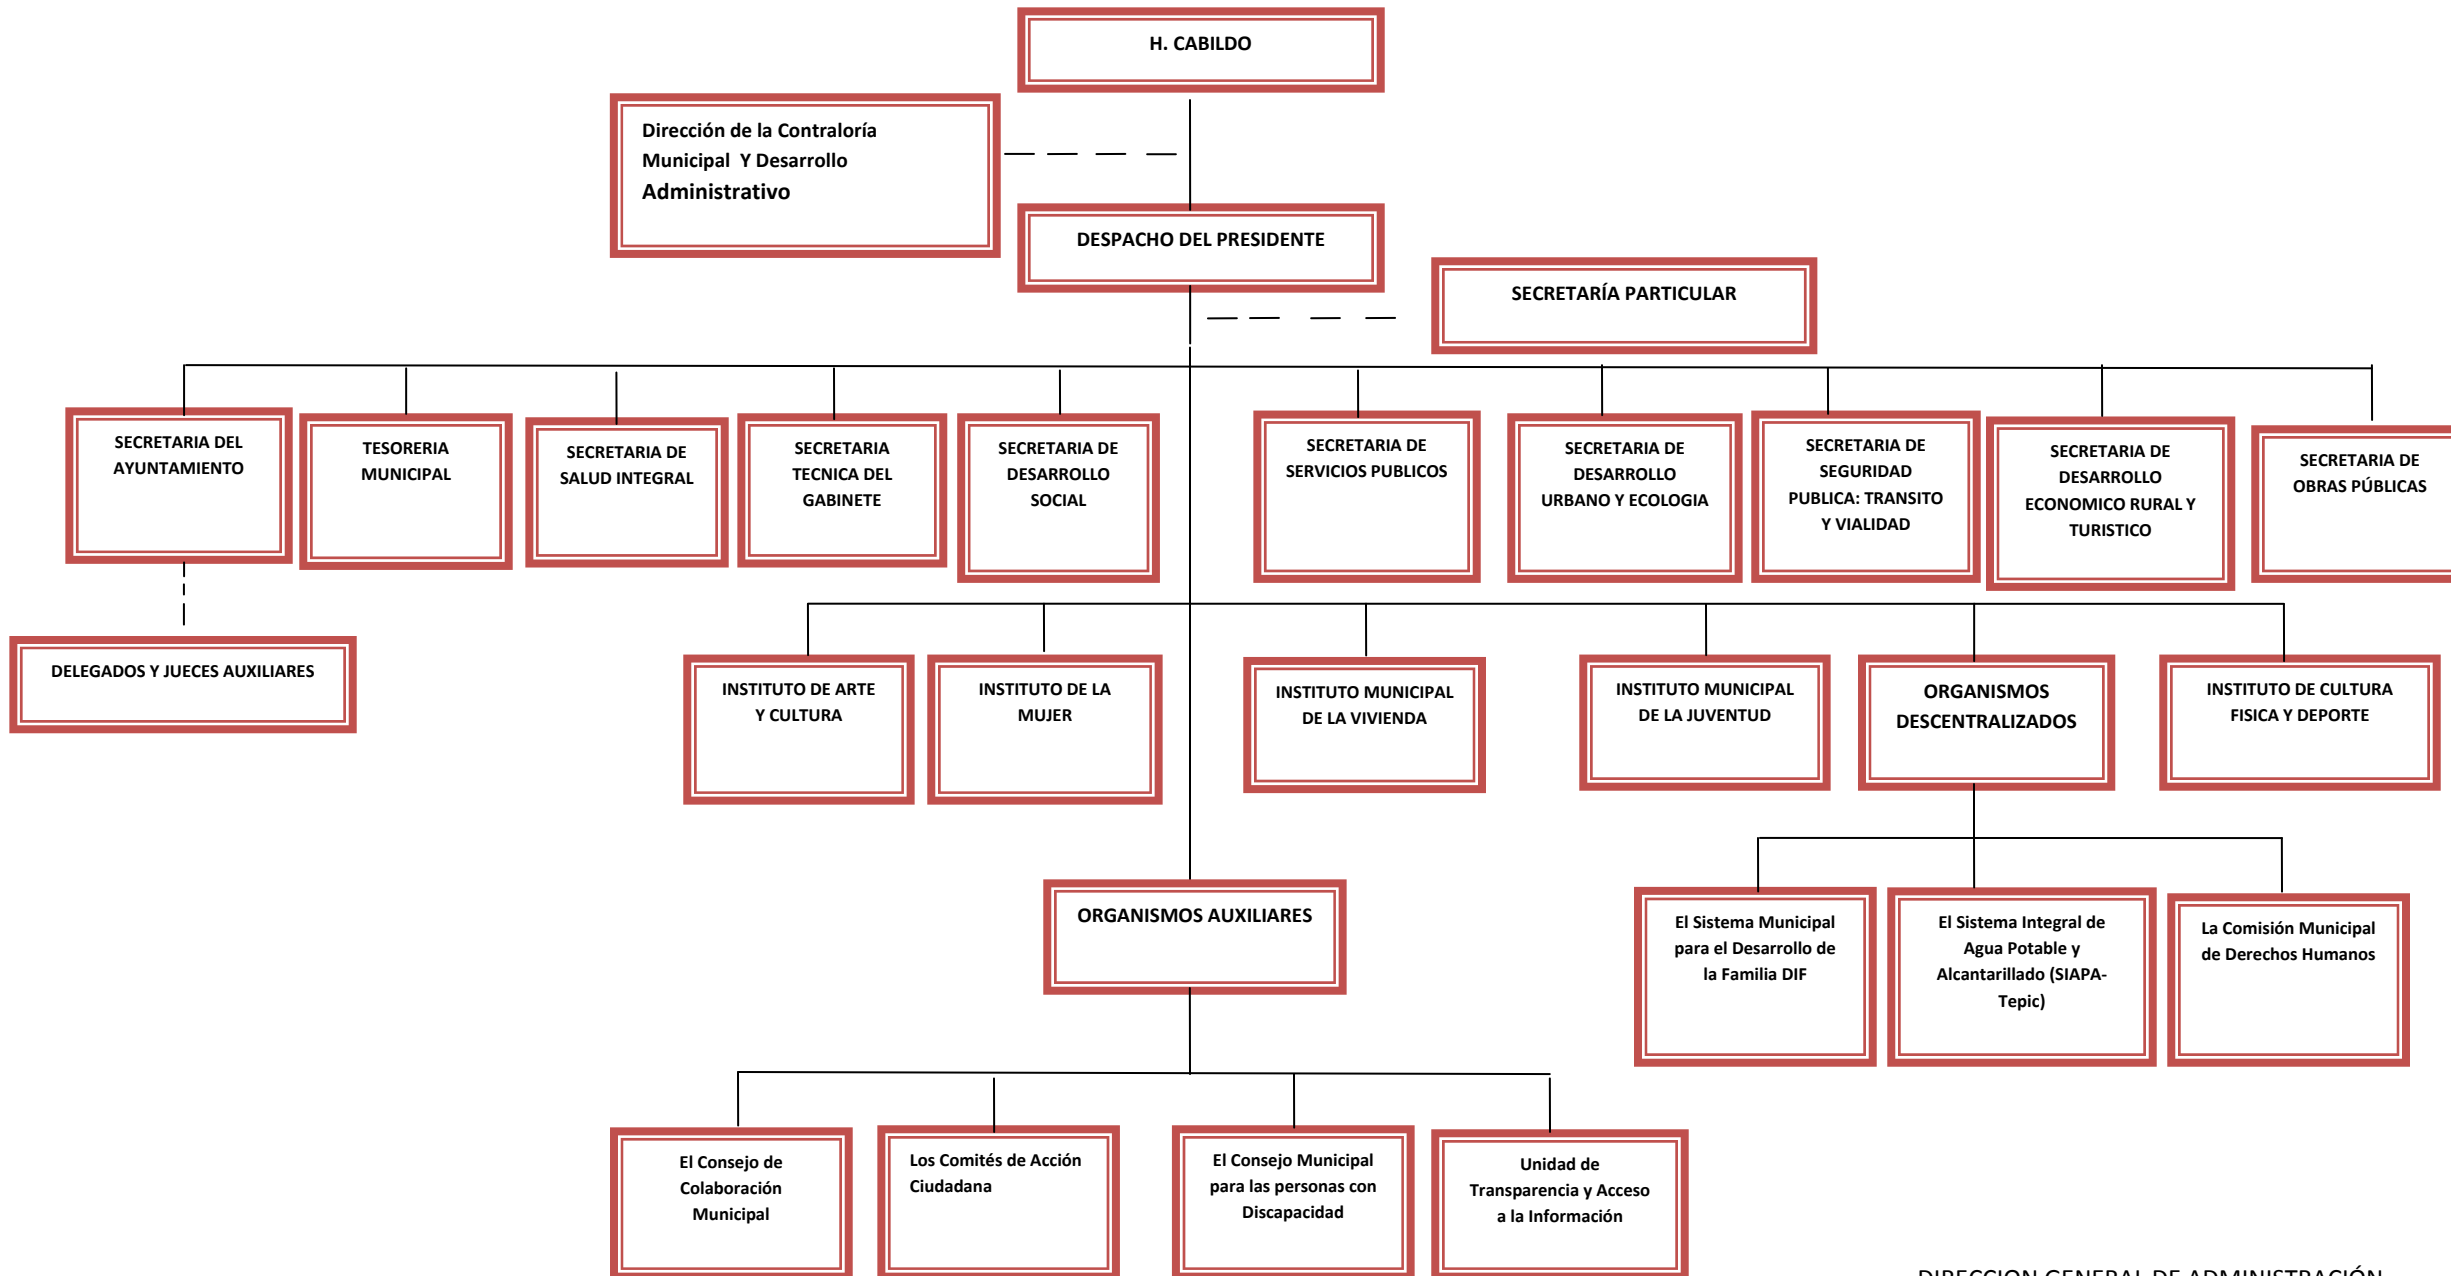 H. CABILDO
Dirección de la Contraloría
Municipal Y Desarrollo
Administrativo
DESPACHO DEL PRESIDENTE
SECRETARÍA PARTICULAR
SECRETARIA DEL
AYUNTAMIENTO
TESORERIA
MUNICIPAL
SECRETARIA DE
SALUD INTEGRAL
SECRETARIA
TECNICA DEL
GABINETE
SECRETARIA DE
DESARROLLO
SOCIAL
SECRETARIA DE
SERVICIOS PUBLICOS
SECRETARIA DE
DESARROLLO
URBANO Y ECOLOGIA
SECRETARIA DE
SEGURIDAD
PUBLICA: TRANSITO
Y VIALIDAD
SECRETARIA DE
DESARROLLO
ECONOMICO RURAL Y
TURISTICO
SECRETARIA DE
OBRAS PÚBLICAS
DELEGADOS Y JUECES AUXILIARES
INSTITUTO DE ARTE
Y CULTURA
INSTITUTO DE LA
MUJER
INSTITUTO MUNICIPAL
DE LA VIVIENDA
INSTITUTO MUNICIPAL
DE LA JUVENTUD
ORGANISMOS
DESCENTRALIZADOS
INSTITUTO DE CULTURA
FISICA Y DEPORTE
ORGANISMOS AUXILIARES
El Sistema Municipal
para el Desarrollo de
la Familia DIF
El Sistema Integral de
Agua Potable y
Alcantarillado (SIAPA-
Tepic)
La Comisión Municipal
de Derechos Humanos
El Consejo de
Colaboración
Municipal
Los Comités de Acción
Ciudadana
El Consejo Municipal
para las personas con
Discapacidad
Unidad de
Transparencia y Acceso
a la Información
DIRECCION GENERAL DE ADMINISTRACIÓN